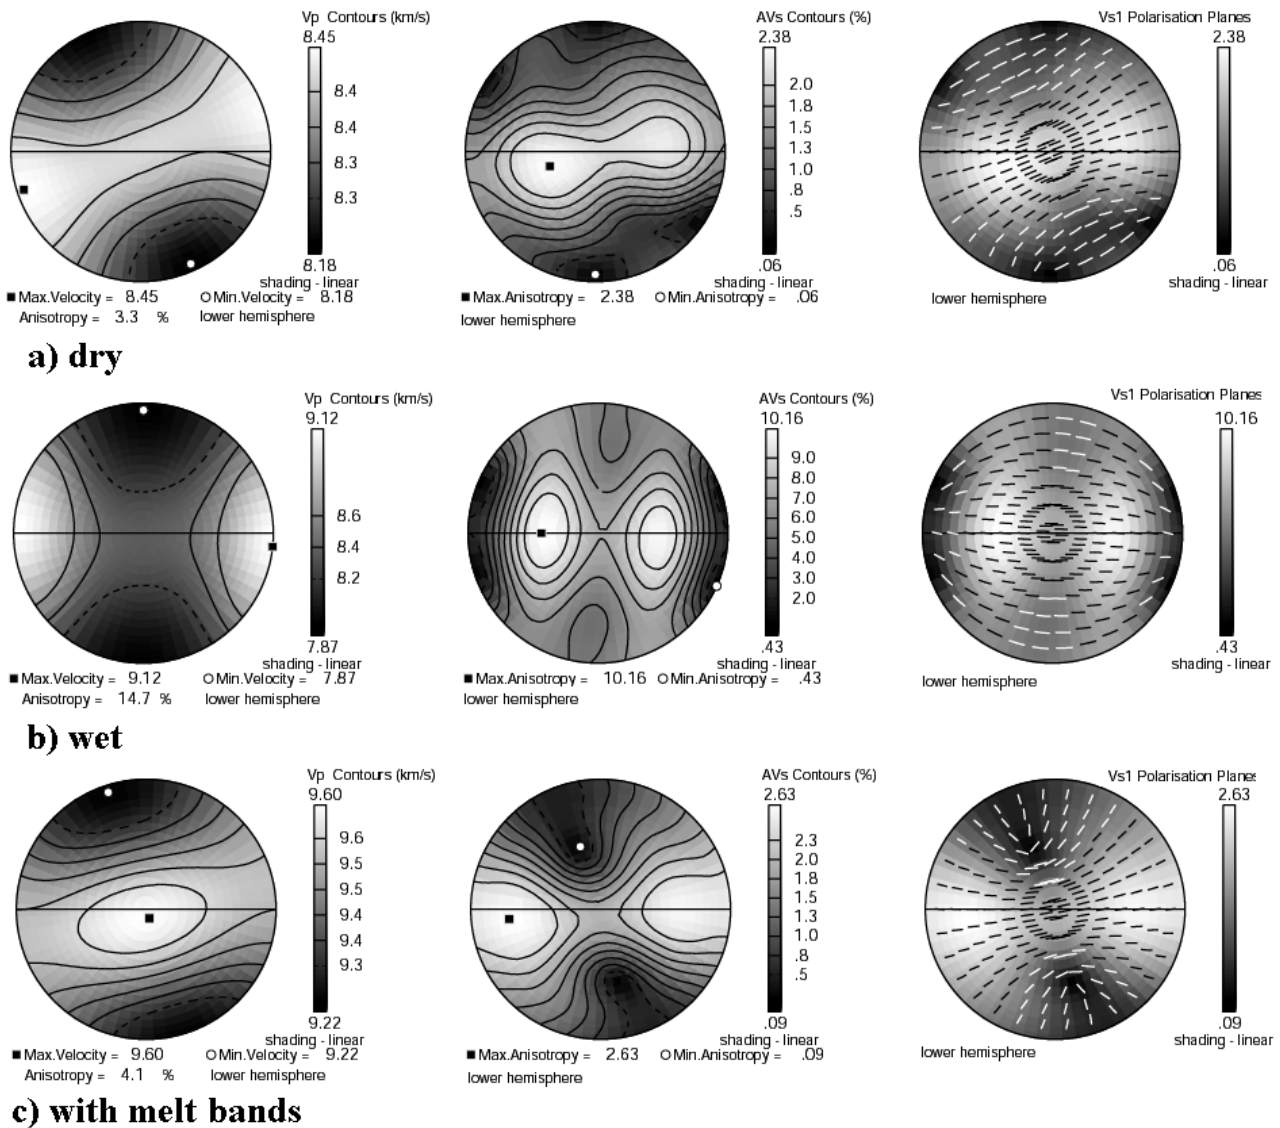 Vp Contours (km/s)
8.45
8.4
8.4
8.3
8.3
8.18
shading - linear
Max.Velocity = 8.45 Min.Velocity = 8.18
Anisotropy = 3.3 % lower hemisphere
AVs Contours (%)
2.38
2.0
1.8
1.5
1.3
1.0
.8
.5
.06
shading - linear
Max.Anisotropy = 2.38 Min.Anisotropy = .06
lower hemisphere
Vs1 Polarisation Planes
2.38
.06
shading - linear
lower hemisphere
a) dry
Vp Contours (km/s)
9.12
8.6
8.4
8.2
7.87
shading - linear
Max.Velocity = 9.12 Min.Velocity = 7.87
Anisotropy = 14.7 % lower hemisphere
AVs Contours (%)
10.16
9.0
8.0
7.0
6.0
5.0
4.0
3.0
2.0
.43
shading - linear
Max.Anisotropy = 10.16 Min.Anisotropy = .43
lower hemisphere
Vs1 Polarisation Planes
10.16
.43
shading - linear
lower hemisphere
b) wet
Vp Contours (km/s)
9.60
9.6
9.5
9.5
9.4
9.4
9.3
9.22
shading - linear
Max.Velocity = 9.60 Min.Velocity = 9.22
Anisotropy = 4.1 % lower hemisphere
AVs Contours (%)
2.63
2.3
2.0
1.8
1.5
1.3
1.0
.8
.5
.09
shading - linear
Max.Anisotropy = 2.63 Min.Anisotropy = .09
lower hemisphere
Vs1 Polarisation Planes
2.63
.09
shading - linear
lower hemisphere
c) with melt bands